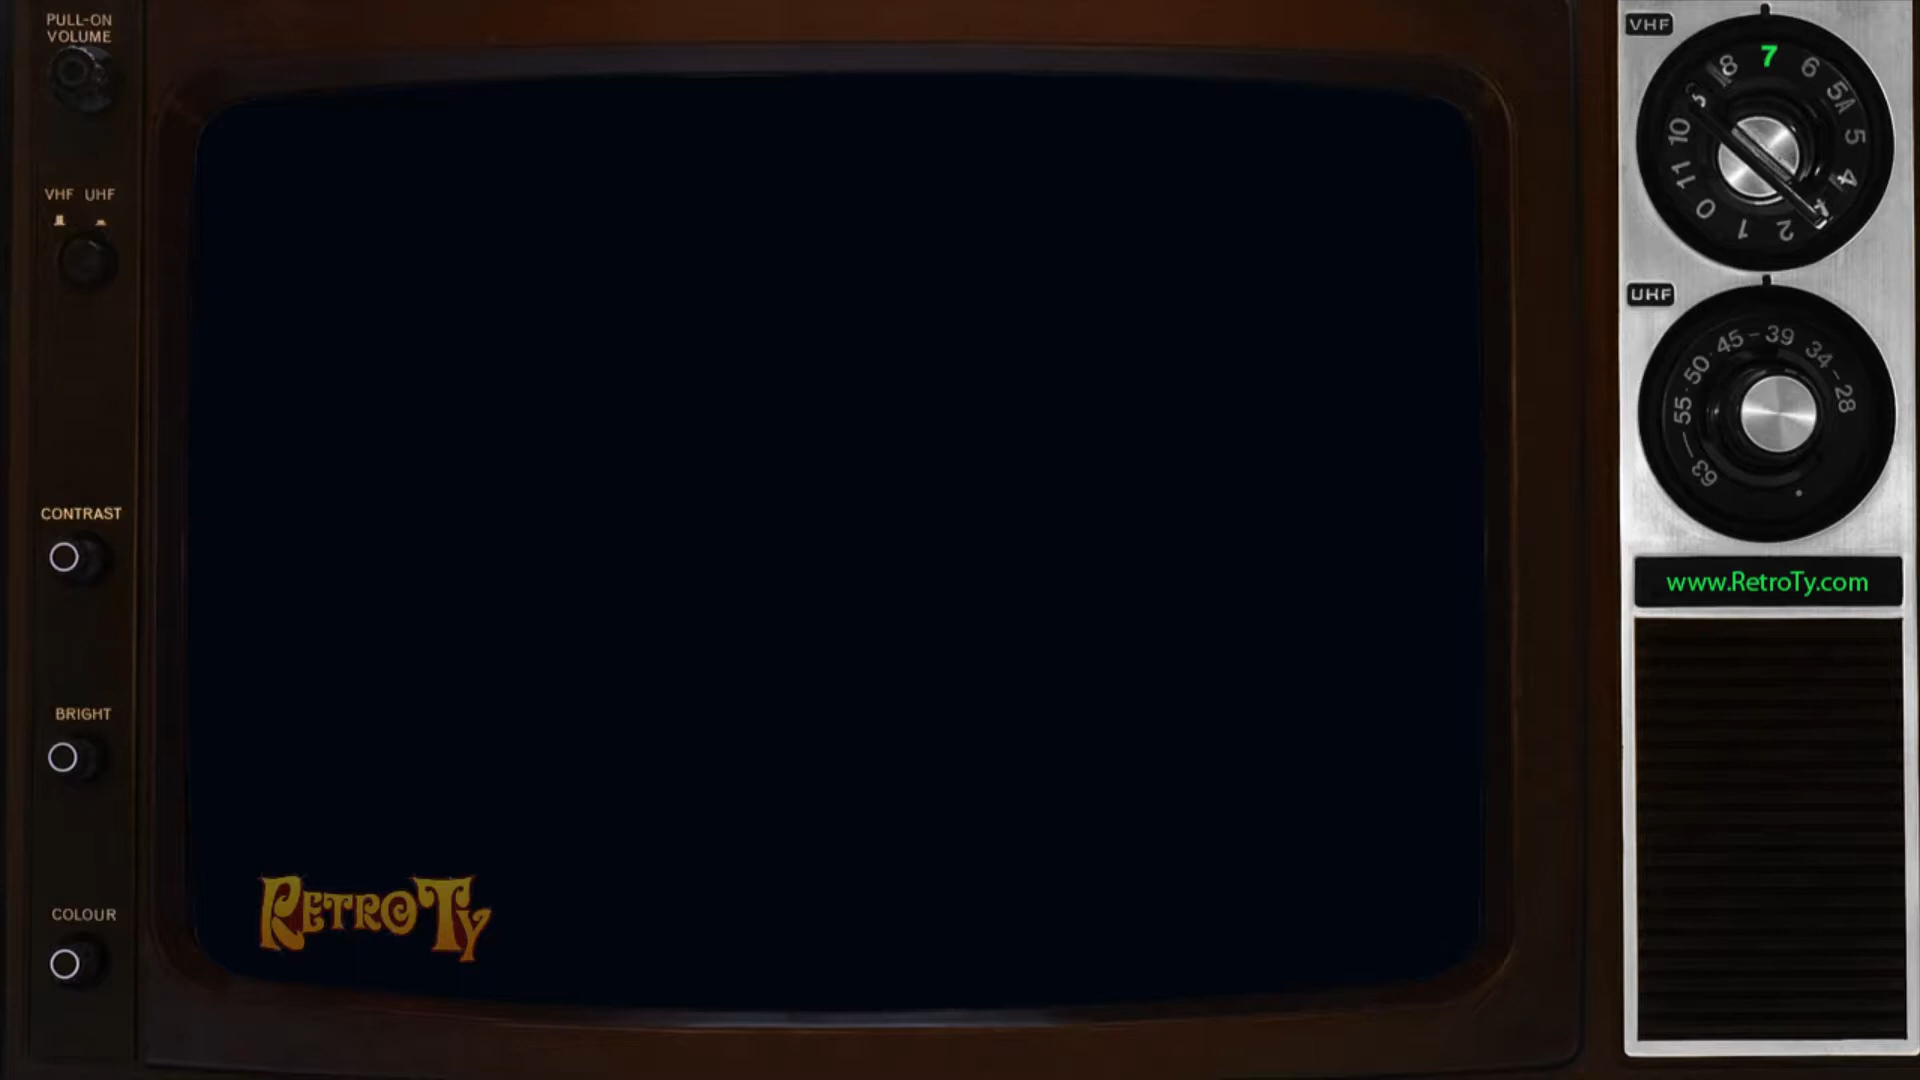 PULL-ON
VOLUME
VHF UHF
CONTRAST
BRIGHT
COLOUR
RETROTY
VHF
7
6
5A
5
4
2
1
0
11
10
8
UHF
63
55
50
45
39
34
28
www.RetroTy.com